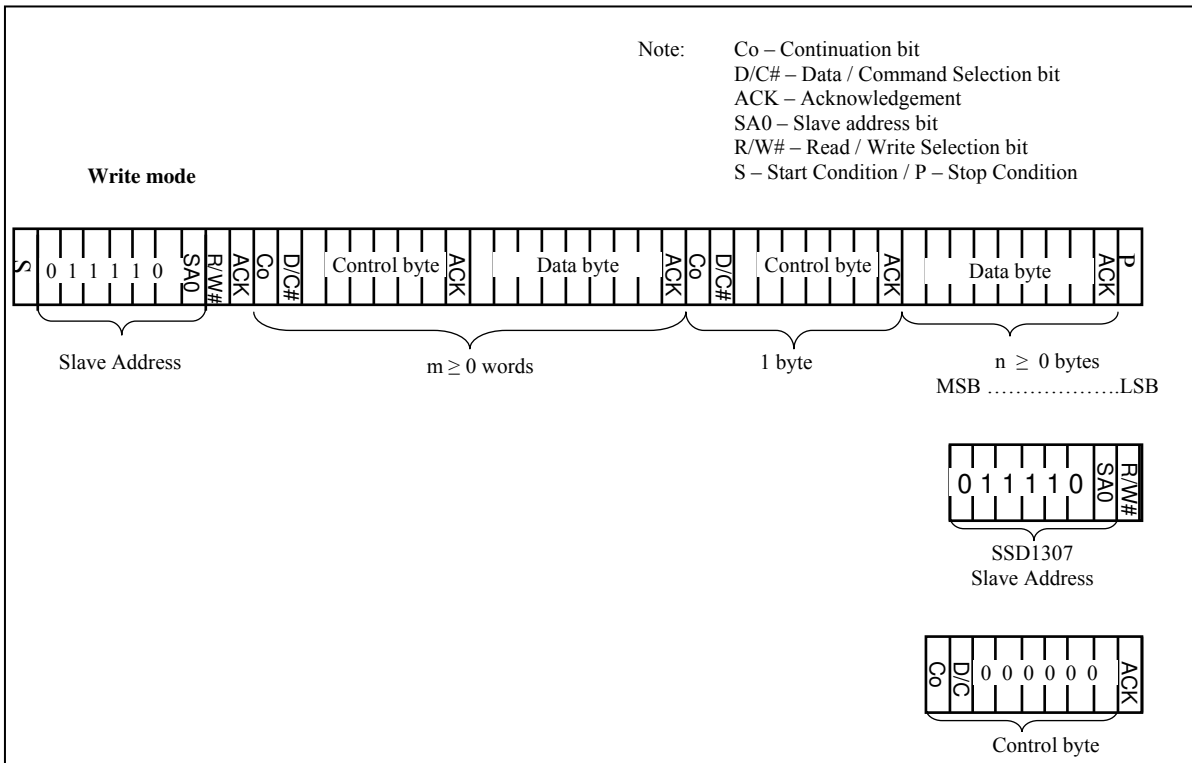 Note: Co – Continuation bit
D/C# – Data / Command Selection bit
ACK – Acknowledgement
SA0 – Slave address bit
R/W# – Read / Write Selection bit
S – Start Condition / P – Stop Condition
Write mode
S 0 1 1 1 1 0 SA0 R/W# ACK Co D/C# Control byte ACK Data byte ACK Co D/C# Control byte ACK Data byte ACK P
Slave Address m ≥ 0 words 1 byte n ≥ 0 bytes
MSB ………………….LSB
0 1 1 1 1 0 SA0 R/W#
SSD1307
Slave Address
Co D/C 0 0 0 0 0 0 ACK
Control byte